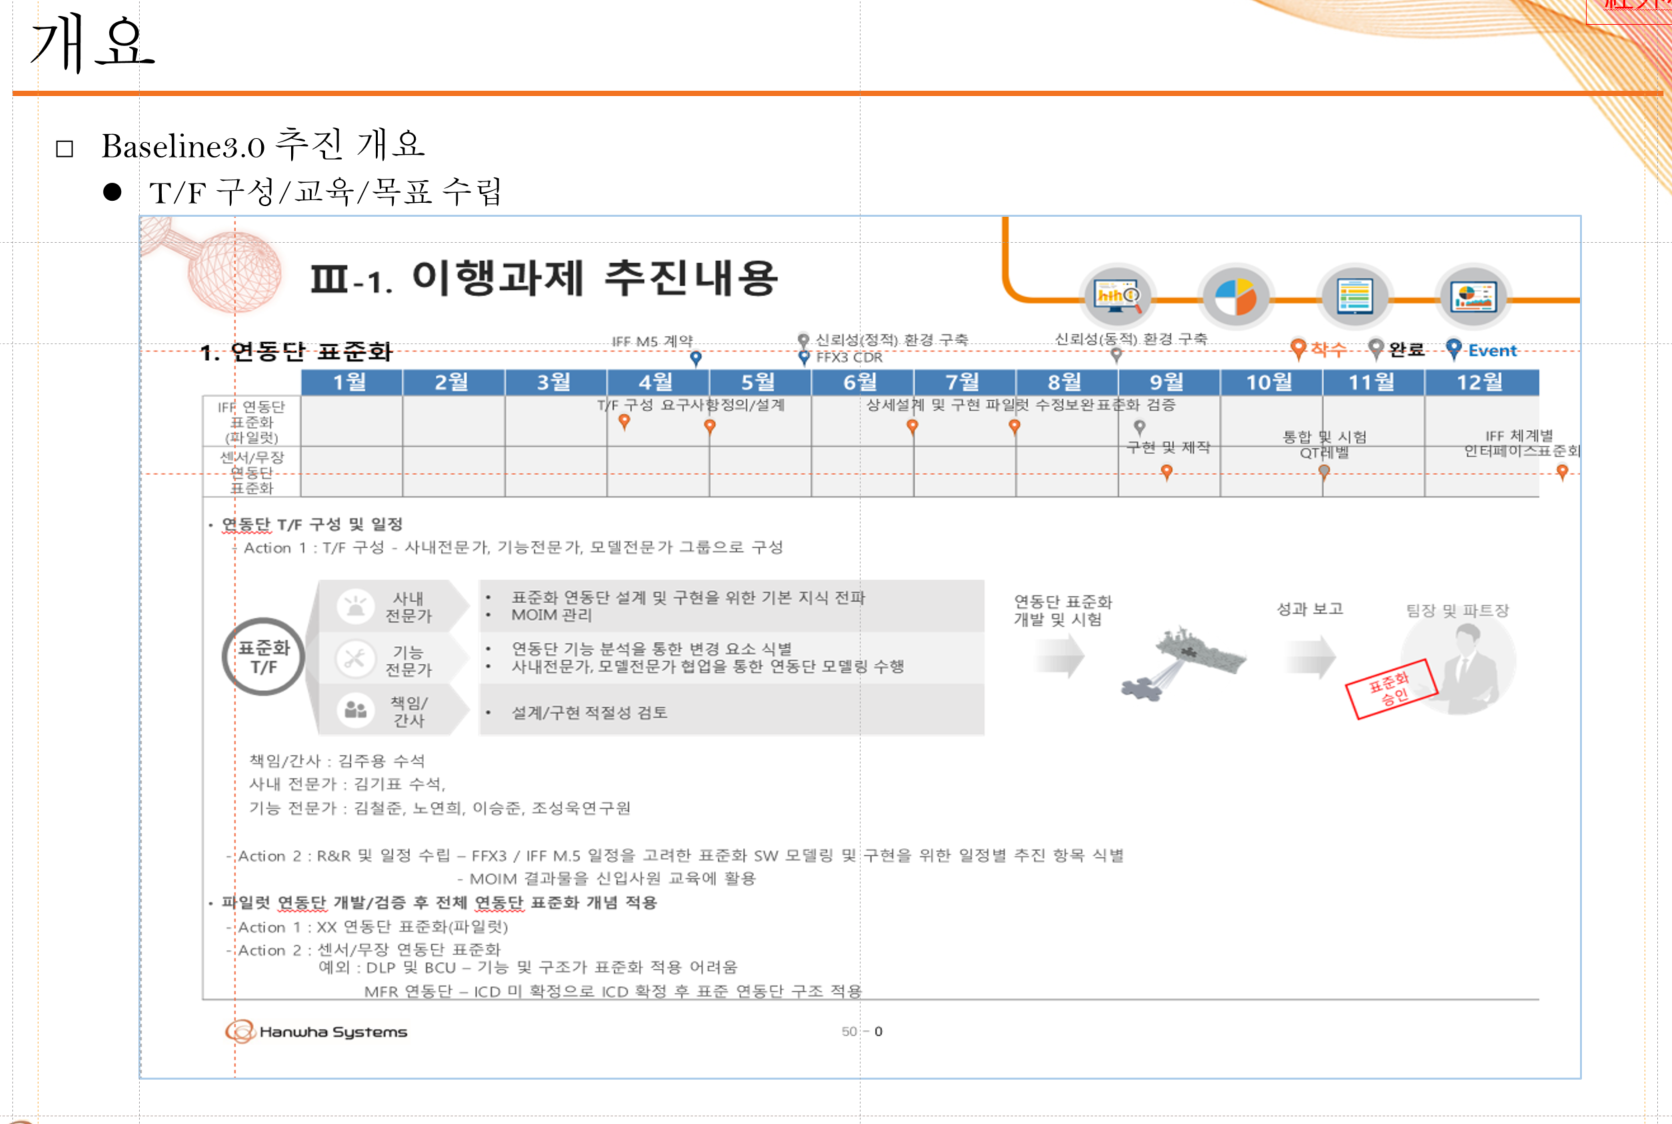 개요
□ Baseline3.0 추진 개요
● T/F 구성/교육/목표 수립
Ⅲ-1. 이행과제 추진내용
1. 연동단 표준화
IFF M5 계약
신뢰성(정적) 환경 구축
FFX3 CDR
신뢰성(동적) 환경 구축
착수 완료 Event
1월 2월 3월 4월 5월 6월 7월 8월 9월 10월 11월 12월
IFF 연동단
표준화
(파일럿)
T/F 구성 요구사항정의/설계
상세설계 및 구현 파일럿 수정보완표준화 검증
센서/무장
연동단
표준화
구현 및 제작
통합 및 시험
QT레벨
IFF 체계별
인터페이스표준화
• 연동단 T/F 구성 및 일정
- Action 1 : T/F 구성 - 사내전문가, 기능전문가, 모델전문가 그룹으로 구성
표준화
T/F
사내
전문가
• 표준화 연동단 설계 및 구현을 위한 기본 지식 전파
• MOIM 관리
기능
전문가
• 연동단 기능 분석을 통한 변경 요소 식별
• 사내전문가, 모델전문가 협업을 통한 연동단 모델링 수행
책임/
간사
• 설계/구현 적절성 검토
연동단 표준화
개발 및 시험
성과 보고
팀장 및 파트장
표준화
승인
책임/간사 : 김주용 수석
사내 전문가 : 김기표 수석,
기능 전문가 : 김철준, 노연희, 이승준, 조성욱연구원
- Action 2 : R&R 및 일정 수립 – FFX3 / IFF M.5 일정을 고려한 표준화 SW 모델링 및 구현을 위한 일정별 추진 항목 식별
- MOIM 결과물을 신입사원 교육에 활용
• 파일럿 연동단 개발/검증 후 전체 연동단 표준화 개념 적용
- Action 1 : XX 연동단 표준화(파일럿)
- Action 2 : 센서/무장 연동단 표준화
예외 : DLP 및 BCU – 기능 및 구조가 표준화 적용 어려움
MFR 연동단 – ICD 미 확정으로 ICD 확정 후 표준 연동단 구조 적용
Hanwha Systems
50 - 0